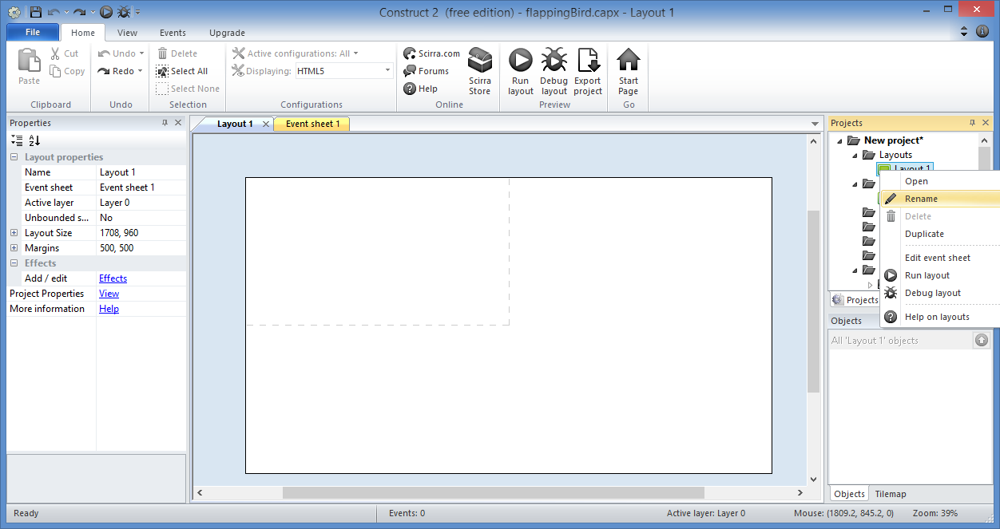 Construct 2 (free edition) - flappingBird.capx - Layout 1
File Home View Events Upgrade
Paste
Cut
Copy
Clipboard
Undo
Redo
Undo
Delete
Select All
Select None
Selection
Active configurations: All
Displaying: HTML5
Configurations
Scirra.com
Forums
Help
Scirra Store
Online
Run layout
Debug layout
Export project
Preview
Start Page
Go
Properties
Layout properties
Name Layout 1
Event sheet Event sheet 1
Active layer Layer 0
Unbounded s... No
Layout Size 1708, 960
Margins 500, 500
Effects
Add / edit Effects
Project Properties View
More information Help
Layout 1 Event sheet 1
Projects
New project*
Layouts
Layout 1
Open
Rename
Delete
Duplicate
Edit event sheet
Run layout
Debug layout
Help on layouts
Projects
Objects
All 'Layout 1' objects
Objects Tilemap
Ready Events: 0 Active layer: Layer 0 Mouse: (1809.2, 845.2, 0) Zoom: 39%